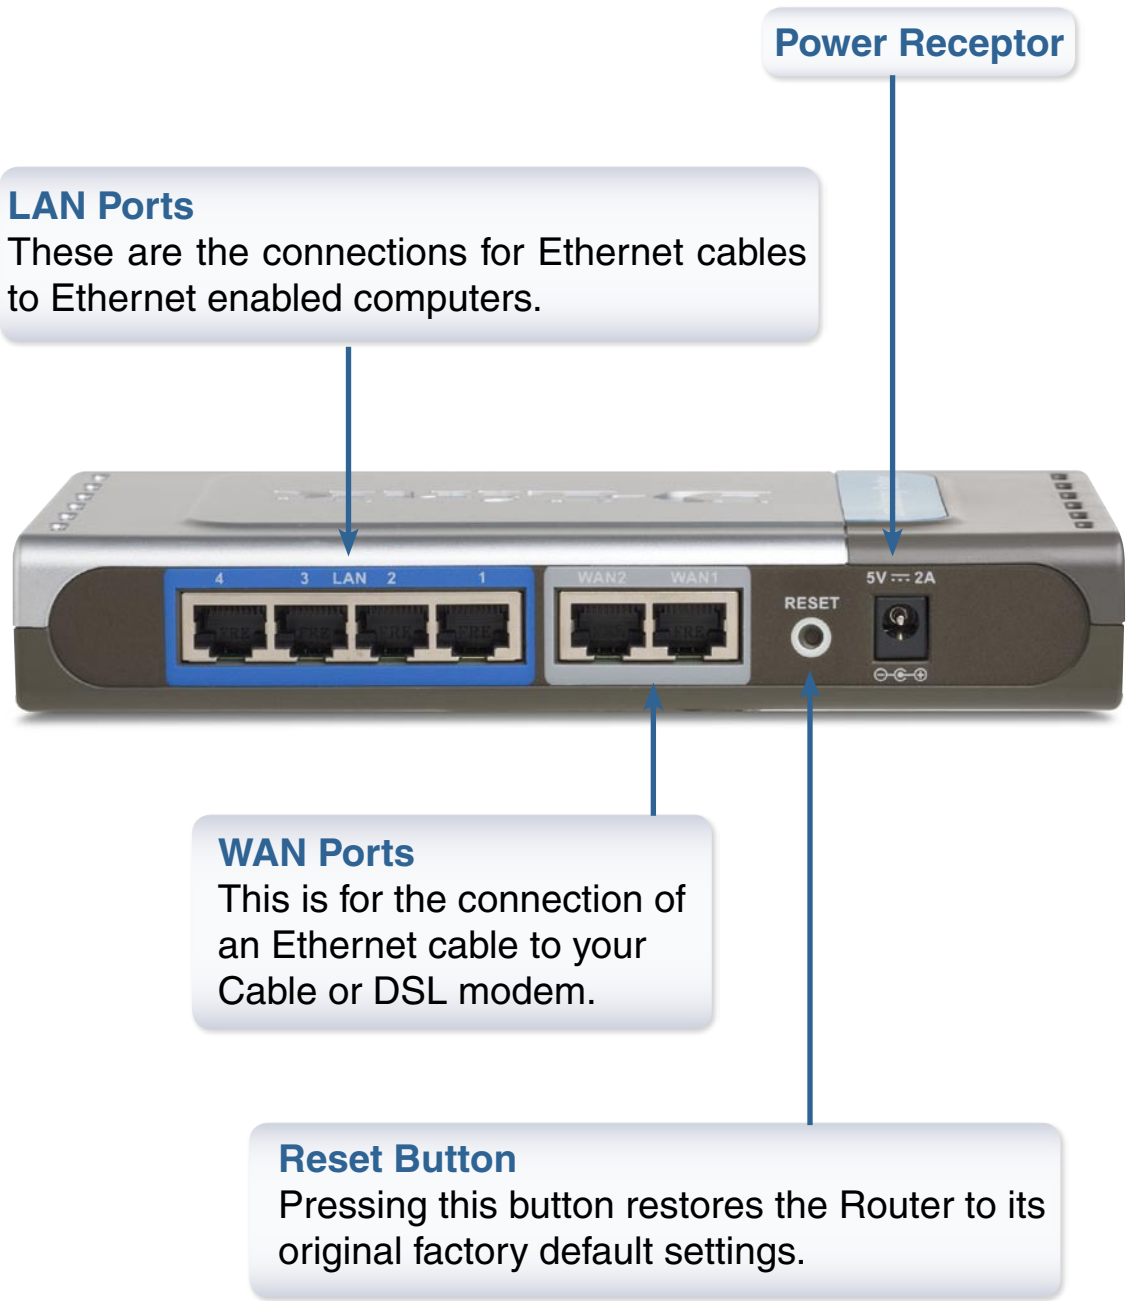 Power Receptor
LAN Ports
These are the connections for Ethernet cables
to Ethernet enabled computers.
4 3 LAN 2 1
WAN2 WAN1
RESET
5V 2A
WAN Ports
This is for the connection of
an Ethernet cable to your
Cable or DSL modem.
Reset Button
Pressing this button restores the Router to its
original factory default settings.